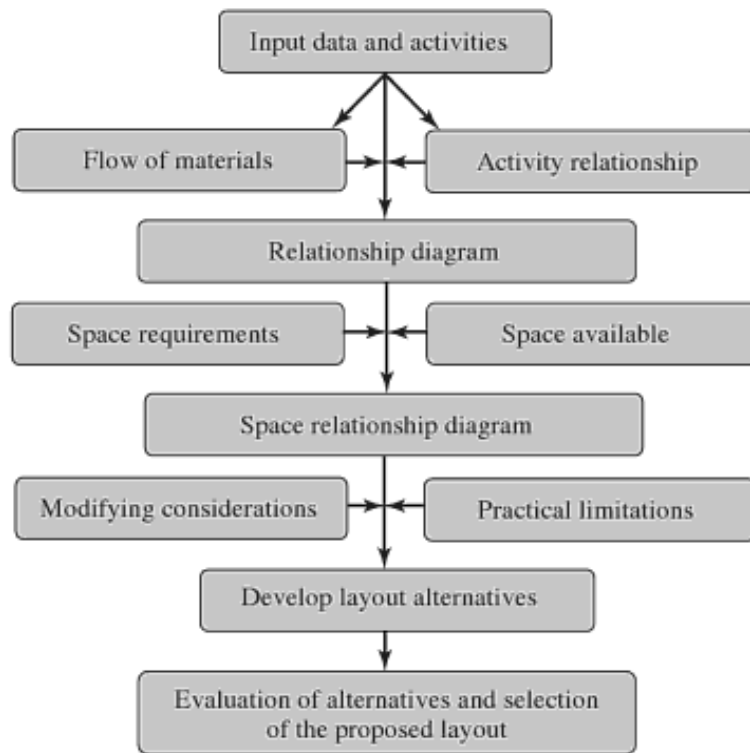 Input data and activities
Flow of materials
Activity relationship
Relationship diagram
Space requirements
Space available
Space relationship diagram
Modifying considerations
Practical limitations
Develop layout alternatives
Evaluation of alternatives and selection
of the proposed layout